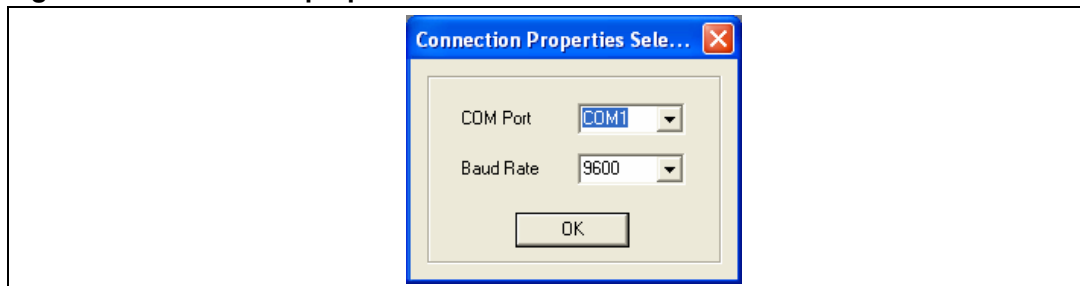 Connection Properties Sele...
COM Port COM1
Baud Rate 9600
OK